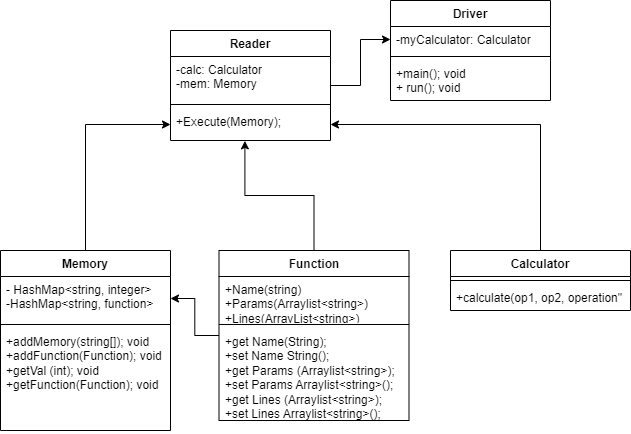 Driver
-myCalculator: Calculator
+main(); void
+ run(); void
Reader
-calc: Calculator
-mem: Memory
+Execute(Memory);
Memory
- HashMap<string, integer>
-HashMap<string, function>
+addMemory(string[]); void
+addFunction(Function); void
+getVal (int); void
+getFunction(Function); void
Function
+Name(string)
+Params(Arraylist<string>)
+Lines(ArrayList<string>)
+get Name(String);
+set Name String();
+get Params (Arraylist<string>);
+set Params Arraylist<string>();
+get Lines (Arraylist<string>);
+set Lines Arraylist<string>();
Calculator
+calculate(op1, op2, operation"